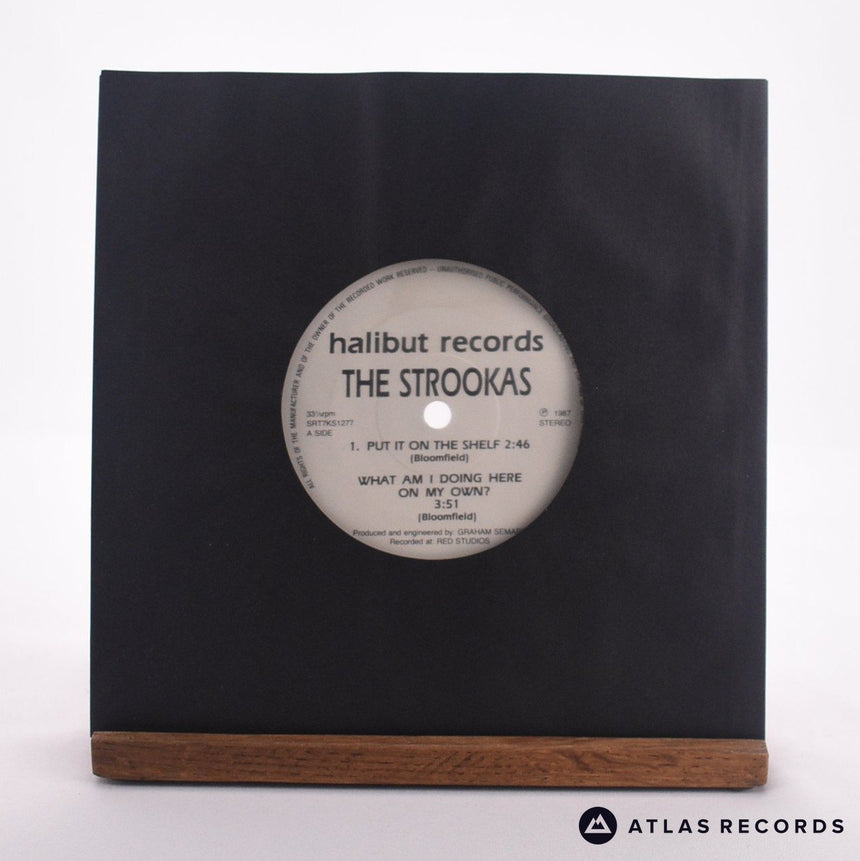 ALL RIGHTS OF THE MANUFACTURER AND OF THE OWNER OF THE RECORDED WORK RESERVED — UNAUTHORISED PUBLIC PERFORMANCE
halibut records
THE STROOKAS
33⅓rpm
SRT7KS1277
A SIDE
℗ 1987
STEREO
1. PUT IT ON THE SHELF 2:46
(Bloomfield)
WHAT AM I DOING HERE
ON MY OWN?
3:51
(Bloomfield)
Produced and engineered by: GRAHAM
Recorded at: RED STUDIOS
ATLAS RECORDS